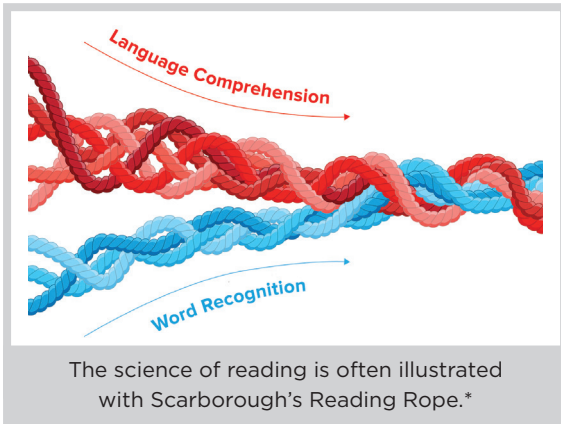 Language Comprehension
Word Recognition
The science of reading is often illustrated
with Scarborough’s Reading Rope.*